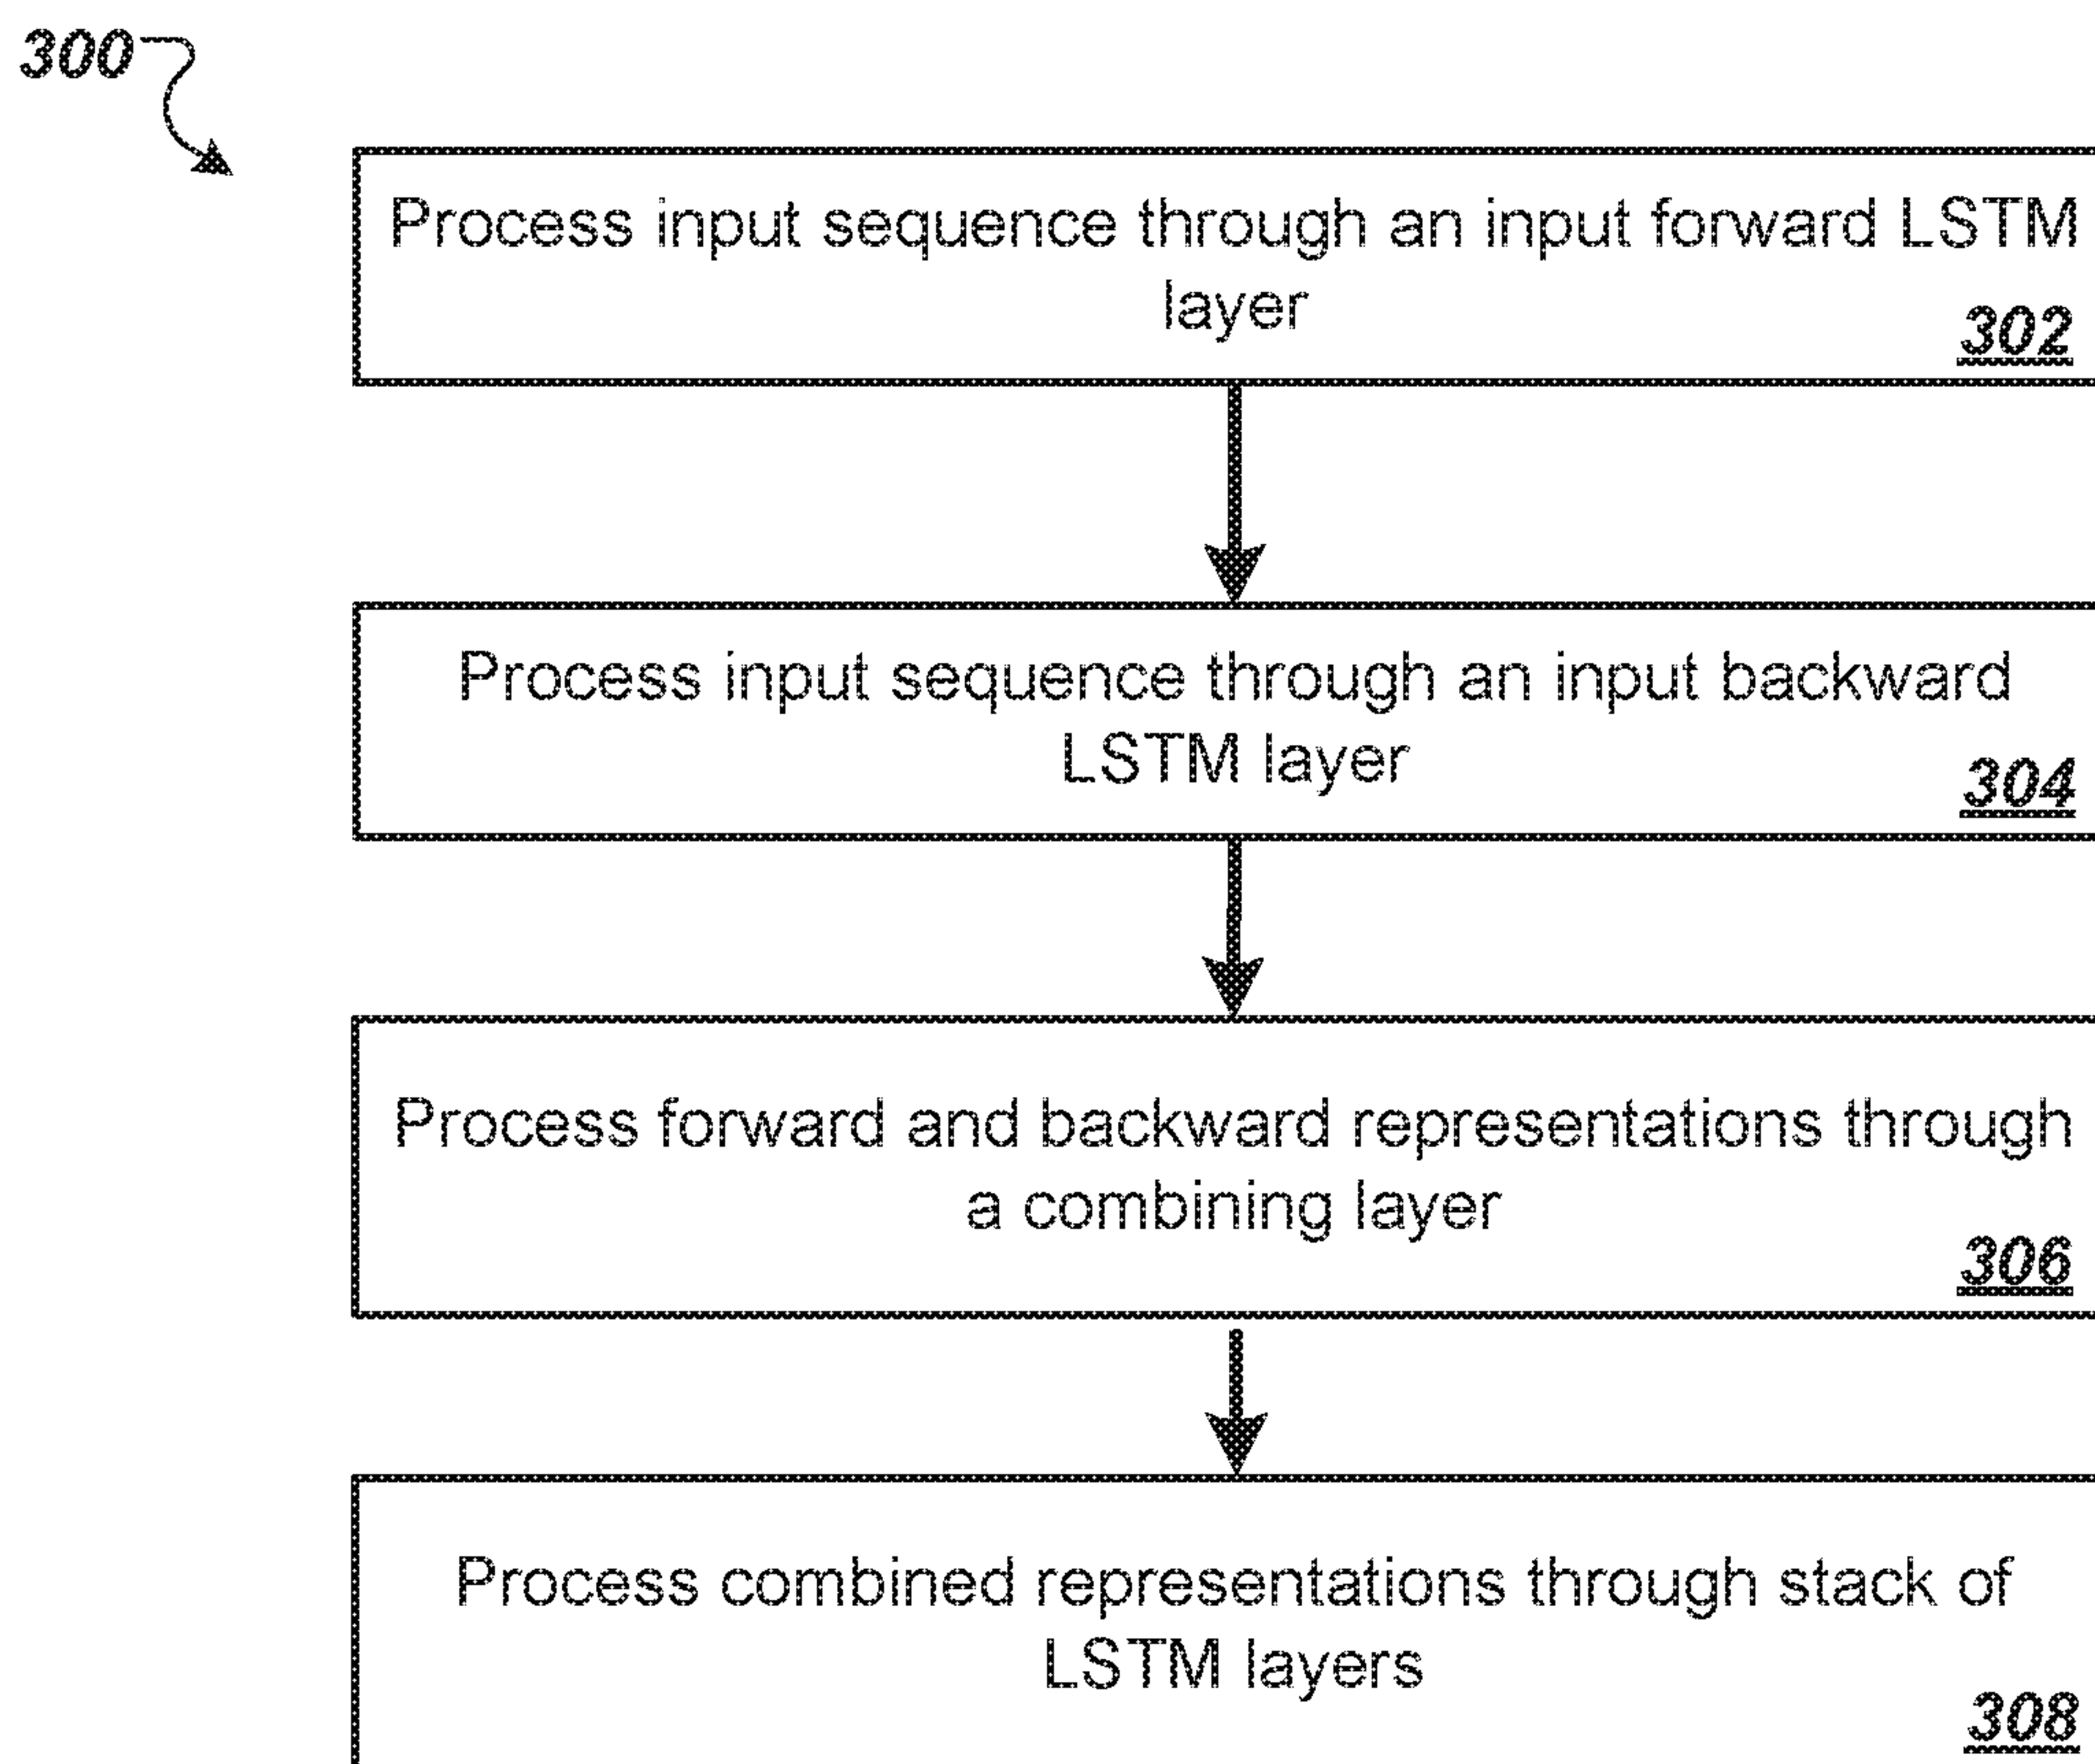 300
Process input sequence through an input forward LSTM
layer
302
Process input sequence through an input backward
LSTM layer
304
Process forward and backward representations through
a combining layer
306
Process combined representations through stack of
LSTM layers
308